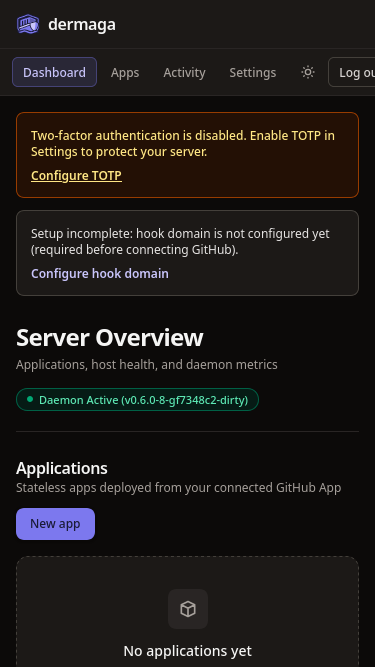 dermaga
Dashboard
Apps
Activity
Settings
Log ou
Two-factor authentication is disabled. Enable TOTP in
Settings to protect your server.
Configure TOTP
Setup incomplete: hook domain is not configured yet
(required before connecting GitHub).
Configure hook domain
Server Overview
Applications, host health, and daemon metrics
Daemon Active (v0.6.0-8-gf7348c2-dirty)
Applications
Stateless apps deployed from your connected GitHub App
New app
No applications yet